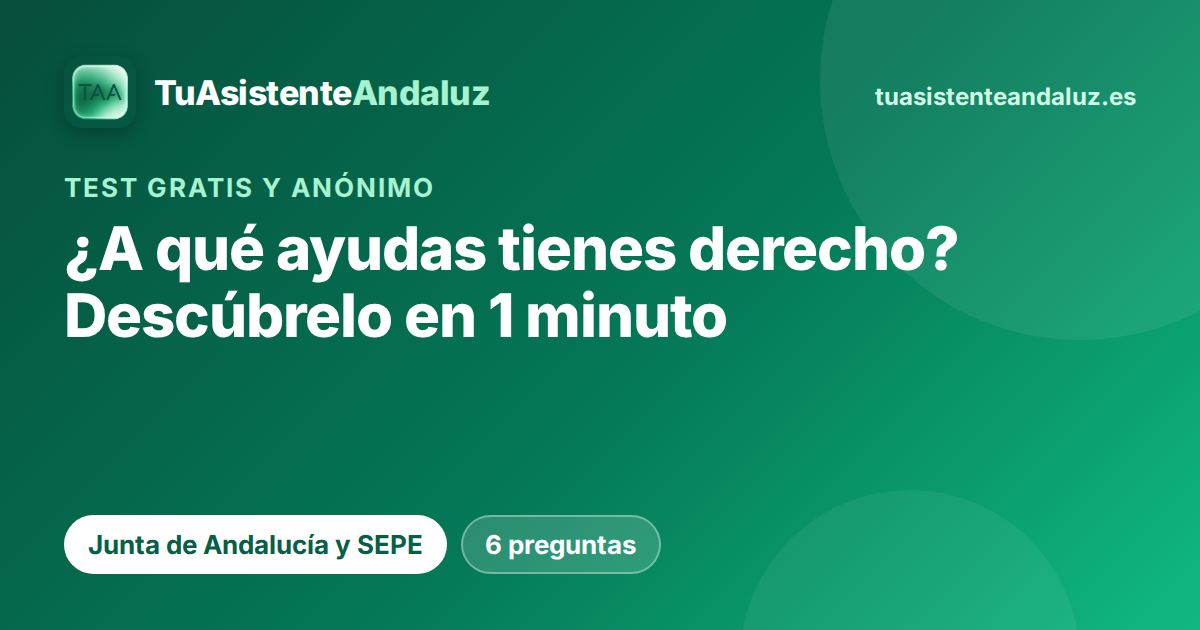 TAA
TuAsistenteAndaluz
tuasistenteandaluz.es
TEST GRATIS Y ANÓNIMO
¿A qué ayudas tienes derecho?
Descúbrelo en 1 minuto
Junta de Andalucía y SEPE
6 preguntas